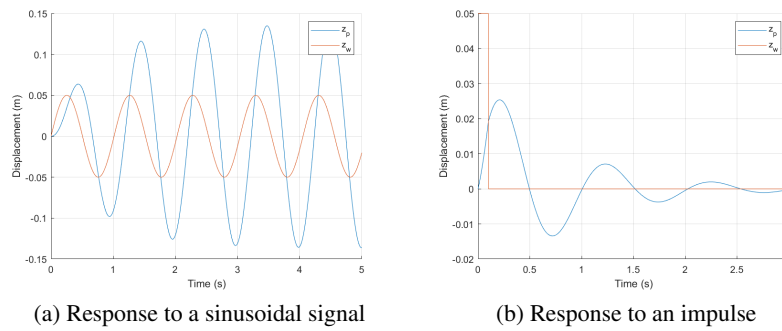 0.15
0.1
0.05
0
-0.05
-0.1
-0.15
Displacement (m)
z_p
z_w
0 1 2 3 4 5
Time (s)
(a) Response to a sinusoidal signal
0.05
0.04
0.03
0.02
0.01
0
-0.01
-0.02
Displacement (m)
z_p
z_w
0 0.5 1 1.5 2 2.5
Time (s)
(b) Response to an impulse